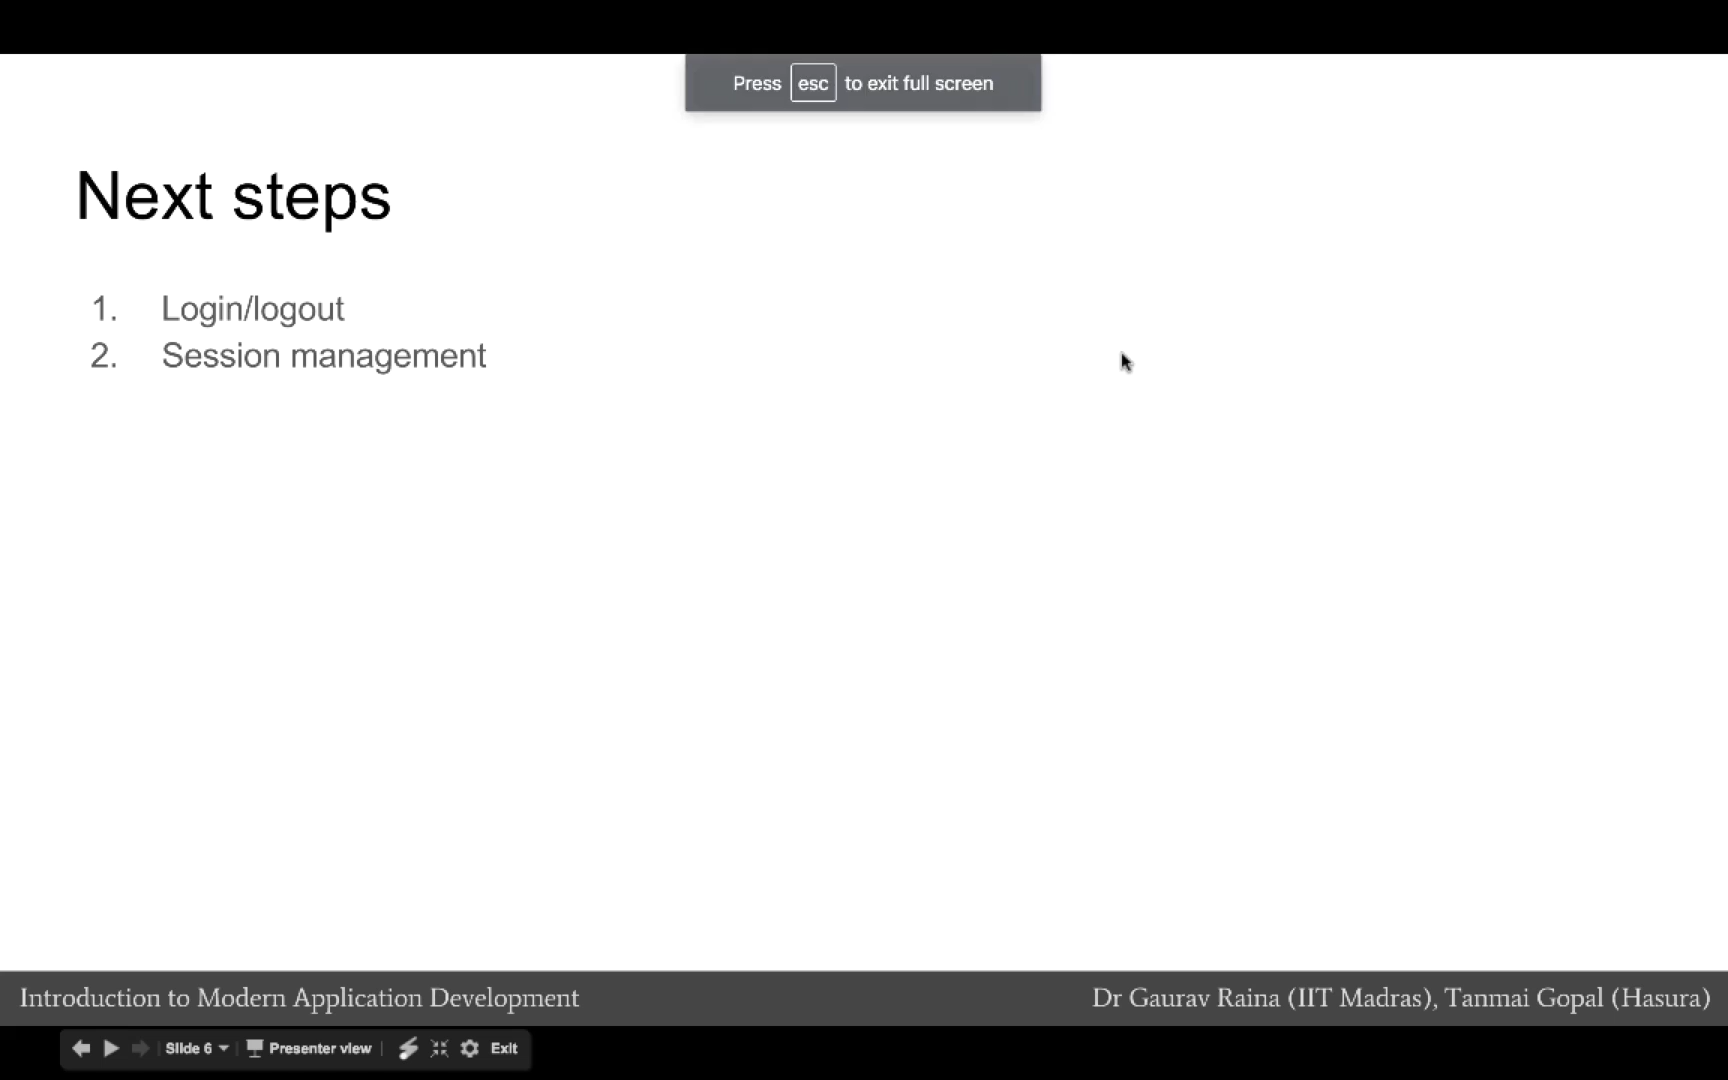 Press esc to exit full screen
Next steps
1. Login/logout
2. Session management
Introduction to Modern Application Development
Dr Gaurav Raina (IIT Madras), Tanmai Gopal (Hasura)
Slide 6 Presenter view Exit